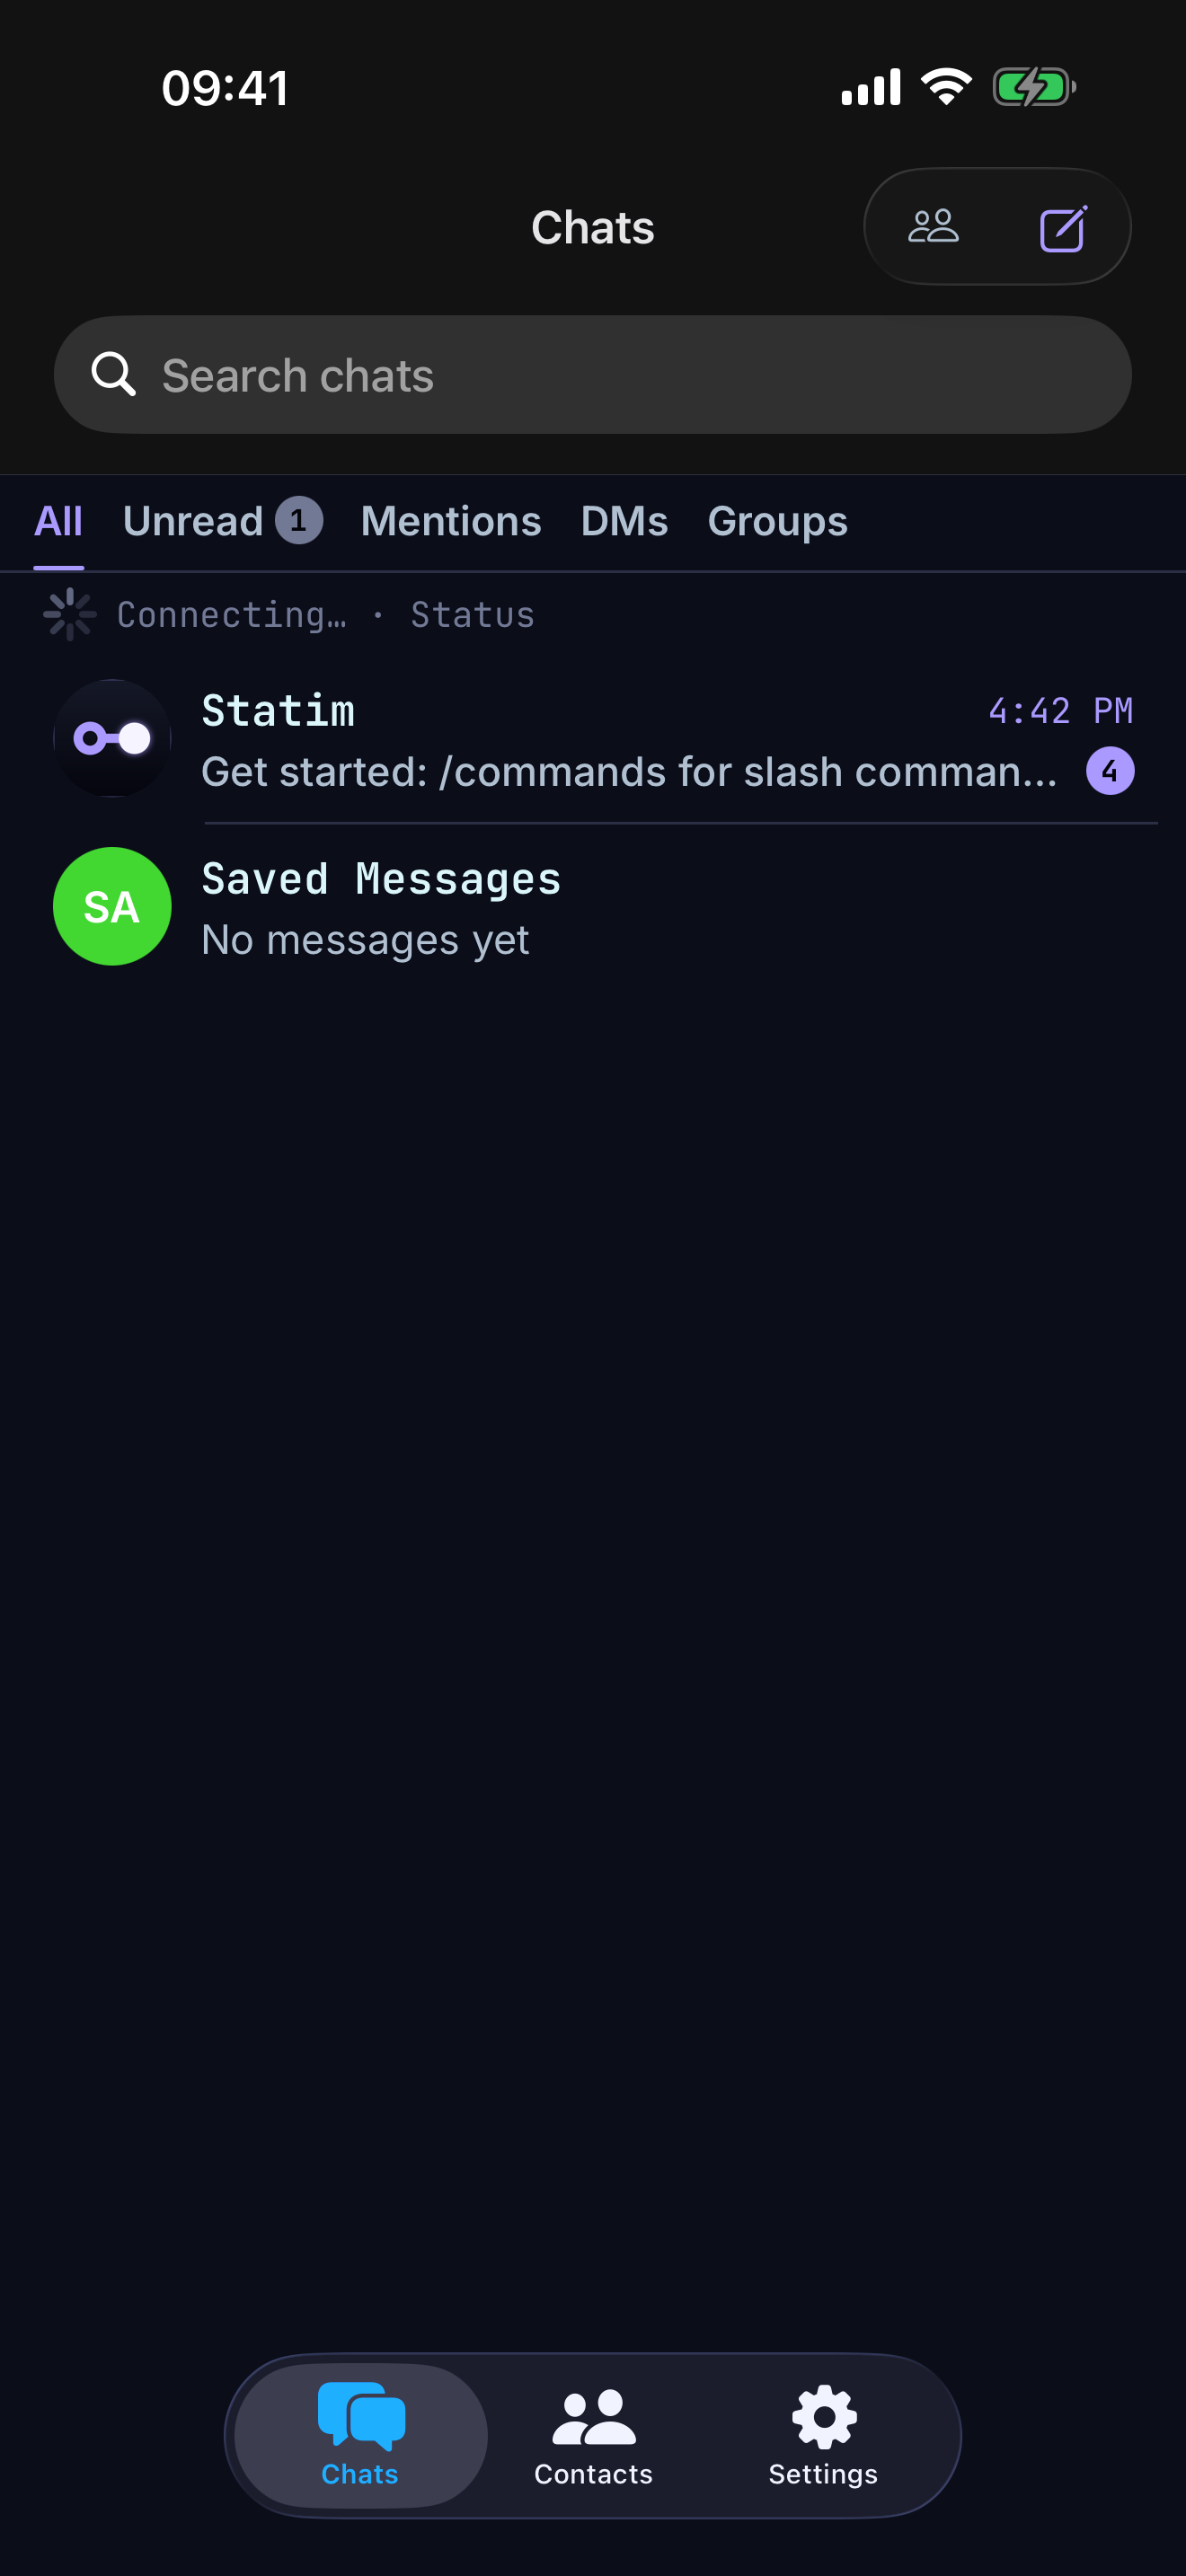 09:41
Chats
Search chats
All Unread 1 Mentions DMs Groups
Connecting… · Status
Statim 4:42 PM
Get started: /commands for slash comman... 4
SA Saved Messages
No messages yet
Chats Contacts Settings